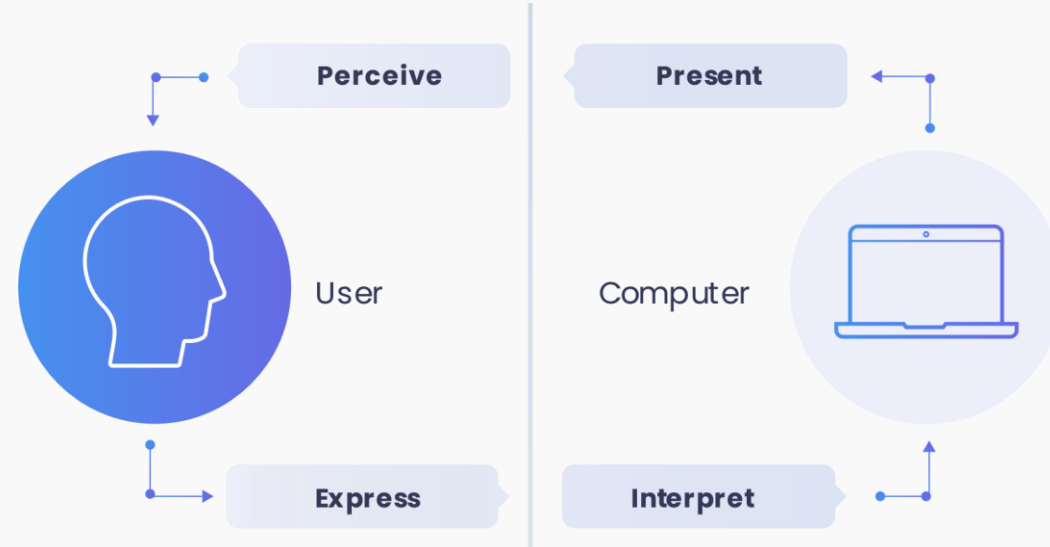 Perceive
Present
User
Computer
Express
Interpret